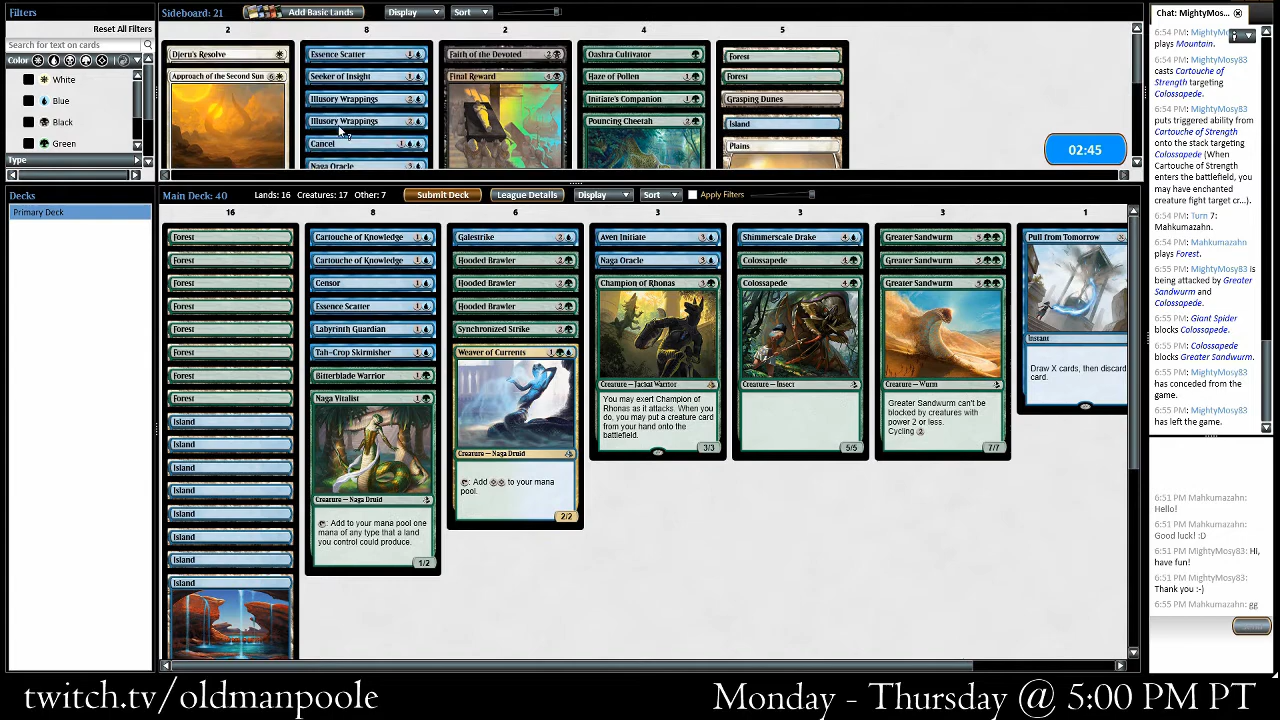 Filters
Reset All Filters
Search for text on cards
Color
White
Blue
Black
Green
Type
Decks
Primary Deck
Sideboard: 21
Add Basic Lands
Display
Sort
2
8
2
4
5
Djeru's Resolve
Approach of the Second Sun
Essence Scatter
Seeker of Insight
Illusory Wrappings
Illusory Wrappings
Cancel
Naga Oracle
Faith of the Devoted
Final Reward
Oashra Cultivator
Haze of Pollen
Initiate's Companion
Pouncing Cheetah
Forest
Forest
Grasping Dunes
Island
Plains
02:45
Main Deck: 40
Lands: 16 Creatures: 17 Other: 7
Submit Deck
League Details
Display
Sort
Apply Filters
16
8
6
3
3
3
1
Forest
Forest
Forest
Forest
Forest
Forest
Forest
Forest
Island
Island
Island
Island
Island
Island
Island
Island
Cartouche of Knowledge
Cartouche of Knowledge
Censor
Essence Scatter
Labyrinth Guardian
Tah-Crop Skirmisher
Bitterblade Warrior
Naga Vitalist
Creature — Naga Druid
: Add to your mana pool one
mana of any type that a land
you control could produce.
1/2
Galestrike
Hooded Brawler
Hooded Brawler
Hooded Brawler
Synchronized Strike
Weaver of Currents
Creature — Naga Druid
: Add to your mana
pool.
2/2
Aven Initiate
Naga Oracle
Champion of Rhonas
Creature — Jackal Warrior
You may exert Champion of
Rhonas as it attacks. When you
do, you may put a creature card
from your hand onto the
battlefield.
3/3
Shimmerscale Drake
Colossapede
Colossapede
Creature — Insect
5/5
Greater Sandwurm
Greater Sandwurm
Greater Sandwurm
Creature — Wurm
Greater Sandwurm can't be
blocked by creatures with
power 2 or less.
Cycling 2
7/7
Pull from Tomorrow
Instant
Draw X cards, then discard
card.
Chat: MightyMos...
6:54 PM: MightyMo
plays Mountain.
6:54 PM:
MightyMosy83
casts Cartouche of
Strength targeting
Colossapede.
6:54 PM:
MightyMosy83
puts triggered
ability from
Cartouche of
Strength onto the
stack targeting
Colossapede (When
Cartouche of
Strength enters the
battlefield, you
may have enchanted
creature fight
target cr...).
6:54 PM: Turn 7:
Mahkumazahn.
6:54 PM:
Mahkumazahn
plays Forest.
6:55 PM:
MightyMosy83 is
being attacked by
Greater Sandwurm and
Colossapede.
6:55 PM: Giant Spider
blocks Colossapede.
6:55 PM: Colossapede
blocks Greater
Sandwurm.
6:55 PM: MightyMosy83
has conceded from the
game.
6:55 PM: MightyMosy83
has left the game.
6:51 PM Mahkumazahn:
Hello!
6:51 PM Mahkumazahn:
Good luck! :D
6:51 PM MightyMosy83: Hi,
have fun!
6:51 PM MightyMosy83:
Thank you :-)
6:55 PM Mahkumazahn: gg
twitch.tv/oldmanpoole
Monday - Thursday @ 5:00 PM PT